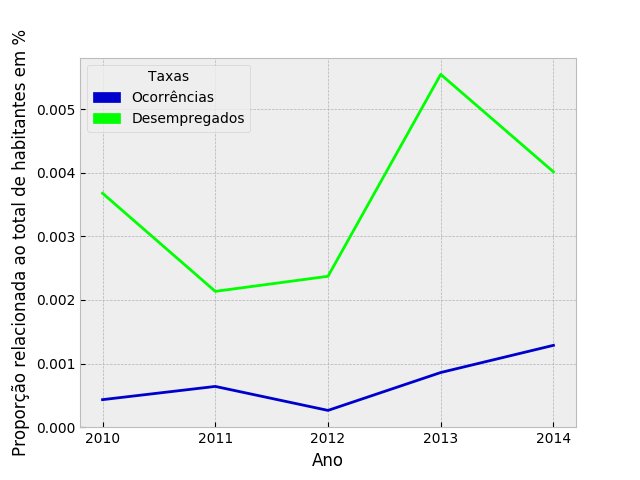 Proporção relacionada ao total de habitantes em %
Taxas
Ocorrências
Desempregados
0.005
0.004
0.003
0.002
0.001
0.000
2010 2011 2012 2013 2014
Ano